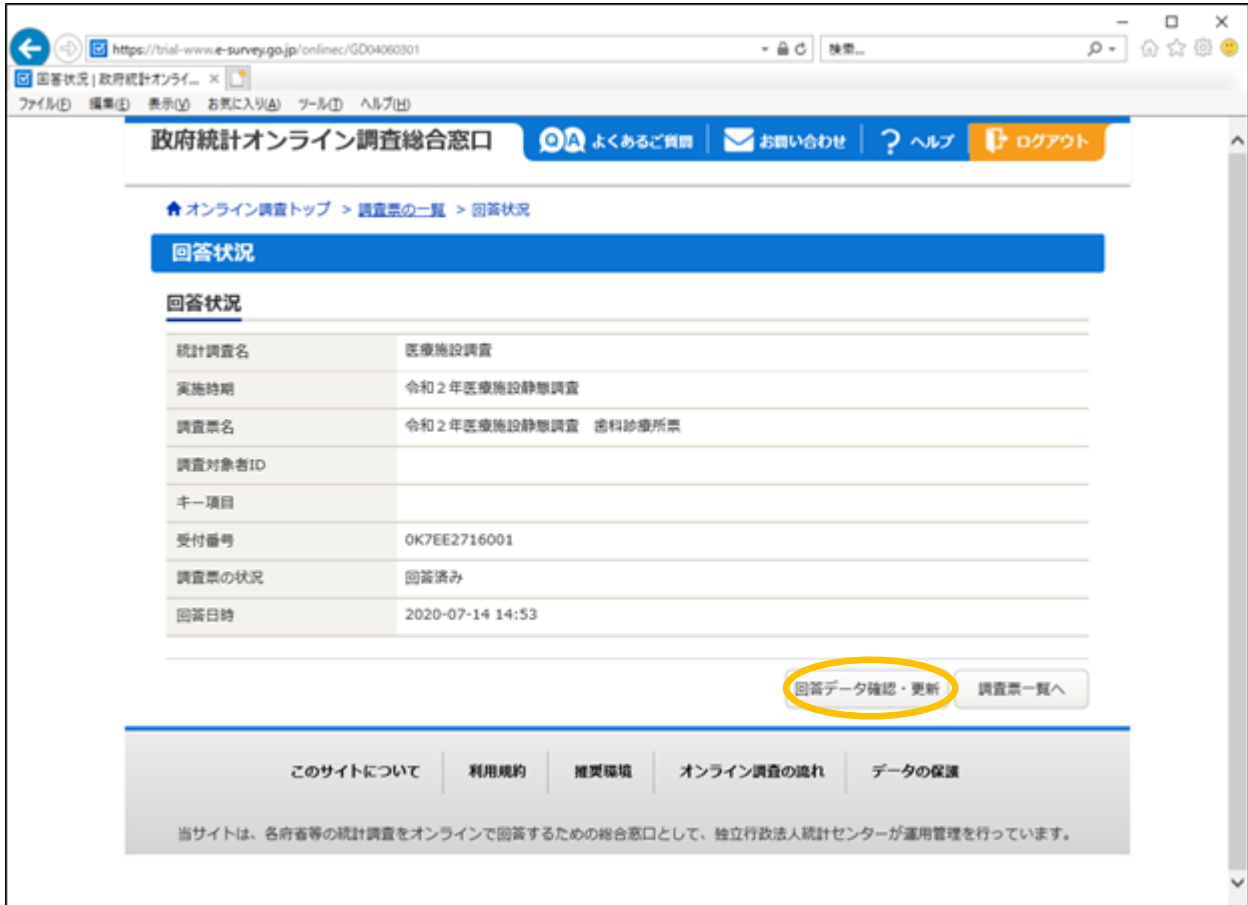 https://trial-www.e-survey.go.jp/onlinec/GD04060301
検索...
回答状況 | 政府統計オンライ...
ファイル(F) 編集(E) 表示(V) お気に入り(A) ツール(T) ヘルプ(H)
政府統計オンライン調査総合窓口
Q A よくあるご質問 お問い合わせ ? ヘルプ ログアウト
オンライン調査トップ > 調査票の一覧 > 回答状況
回答状況
回答状況
統計調査名 医療施設調査
実施時期 令和２年医療施設静態調査
調査票名 令和２年医療施設静態調査 歯科診療所票
調査対象者ID
キー項目
受付番号 0K7EE2716001
調査票の状況 回答済み
回答日時 2020-07-14 14:53
回答データ確認・更新 調査票一覧へ
このサイトについて 利用規約 推奨環境 オンライン調査の流れ データの保護
当サイトは、各府省等の統計調査をオンラインで回答するための総合窓口として、独立行政法人統計センターが運用管理を行っています。